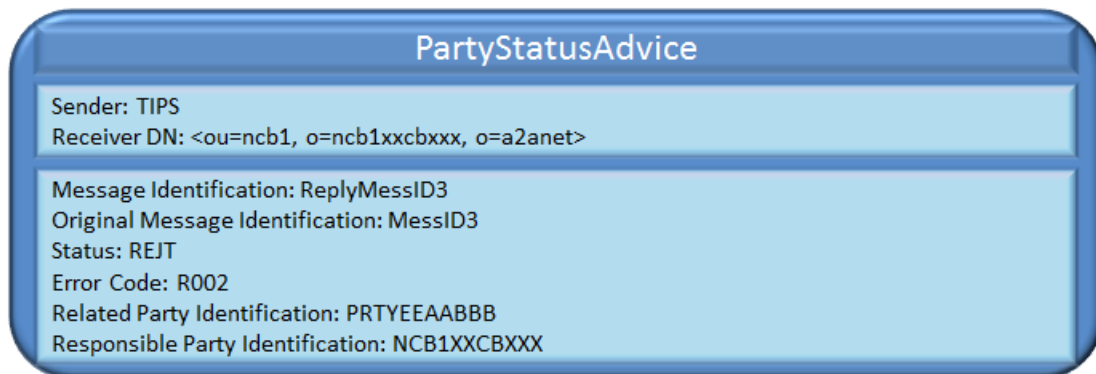 PartyStatusAdvice
Sender: TIPS
Receiver DN: <ou=ncb1, o=ncb1xxcbxxx, o=a2anet>
Message Identification: ReplyMessID3
Original Message Identification: MessID3
Status: REJT
Error Code: R002
Related Party Identification: PRTYEEAABBB
Responsible Party Identification: NCB1XXCBXXX